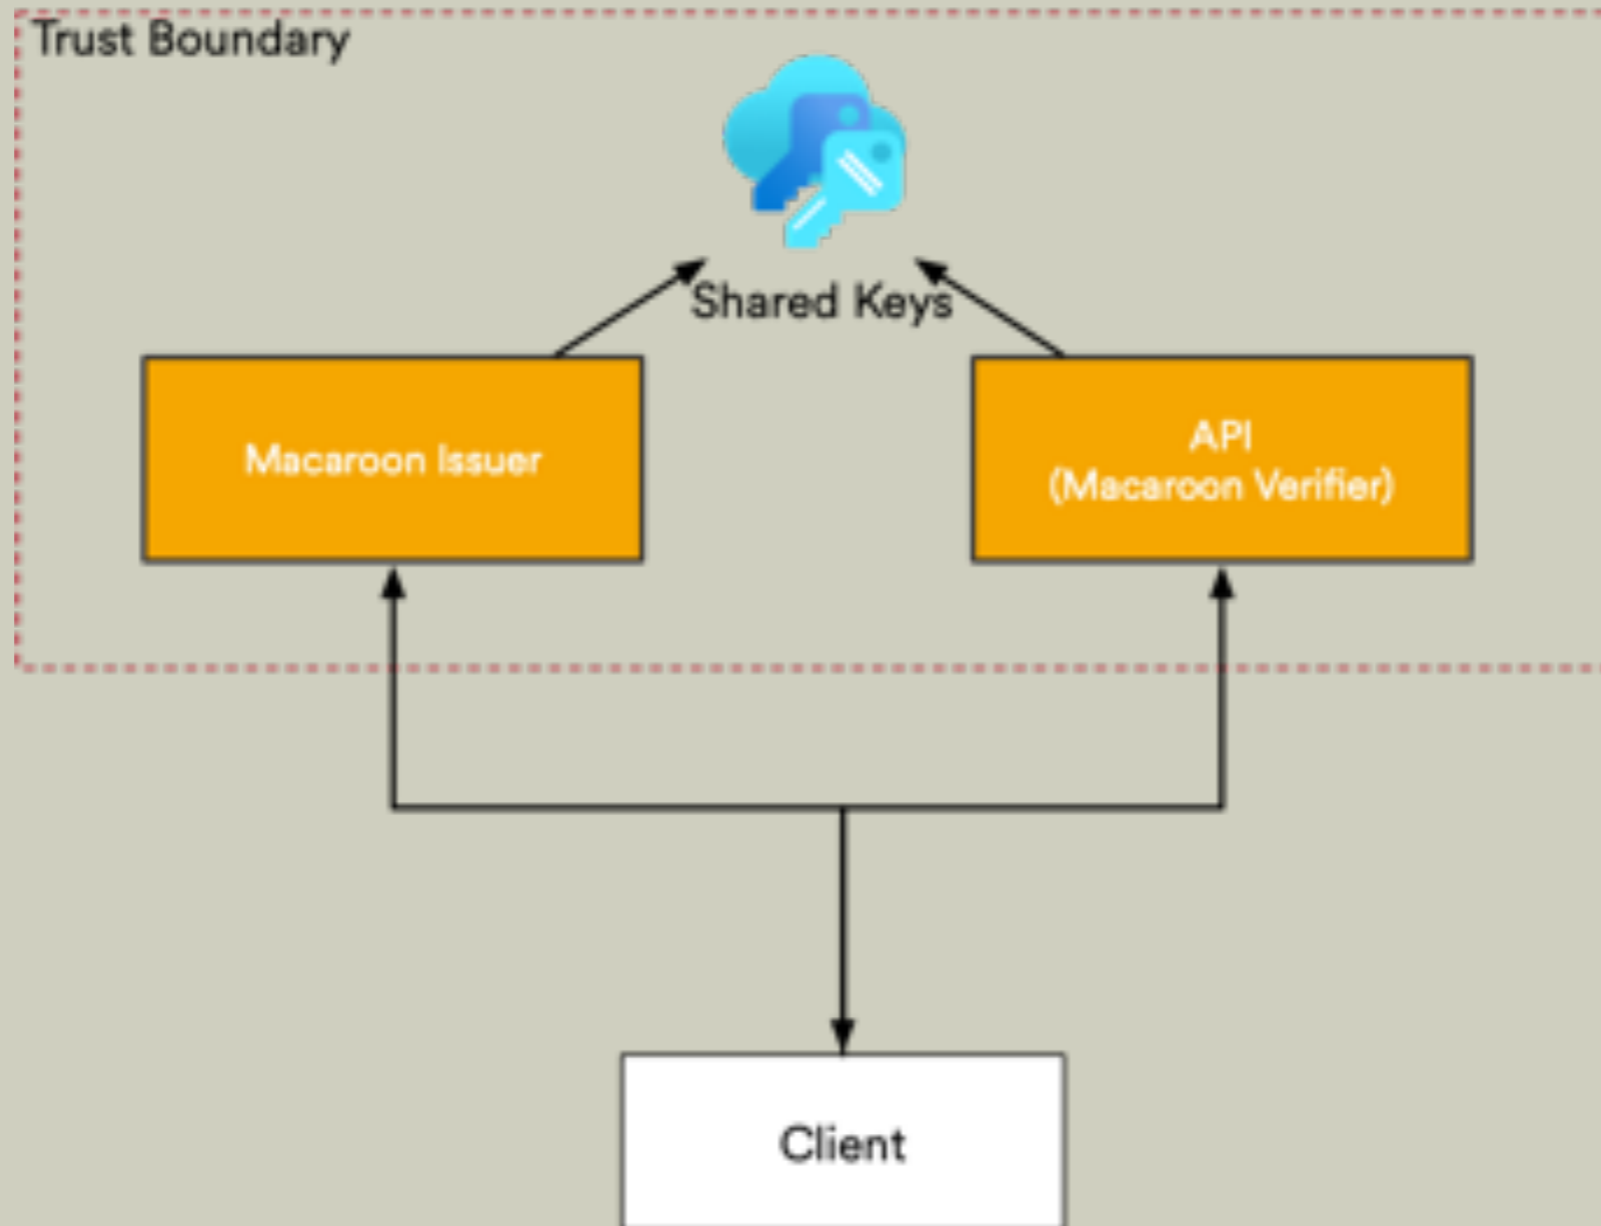 Trust Boundary
Shared Keys
Macaroon Issuer
API
(Macaroon Verifier)
Client